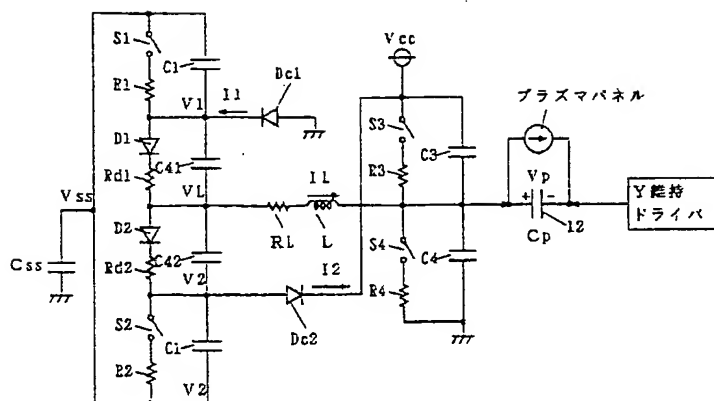 S1
C1
R1
V1
I1
Dc1
D1
Rd1
C41
Vss
VL
Css
D2
Rd2
C42
V2
S2
Ci
R2
V2
RL
L
IL
I2
Dc2
Vcc
S3
R3
C3
S4
R4
C4
プラズマパネル
Vp
+
-
12
Cp
Y維持
ドライバ